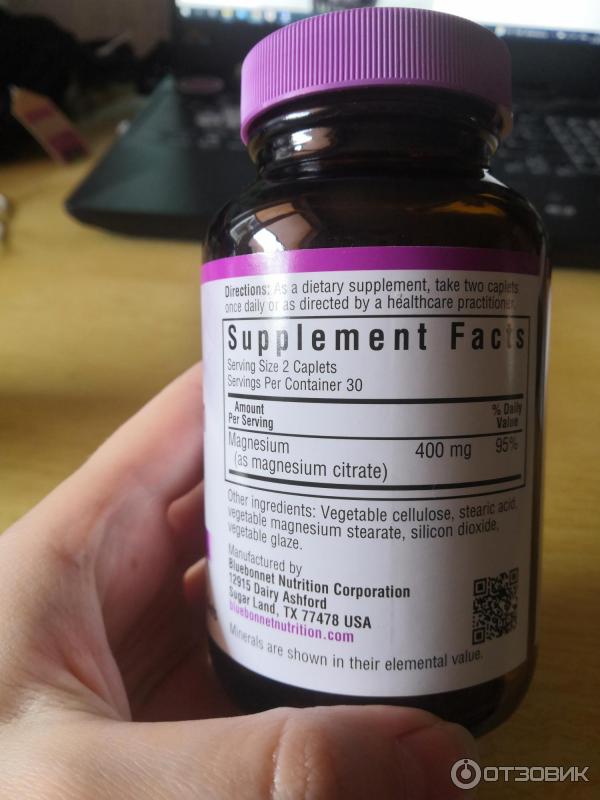 Directions: As a dietary supplement, take two caplets
once daily or as directed by a healthcare practitioner.
Supplement Facts
Serving Size 2 Caplets
Servings Per Container 30
Amount
Per Serving
% Daily
Value
Magnesium 400 mg 95%
(as magnesium citrate)
Other ingredients: Vegetable cellulose, stearic acid,
vegetable magnesium stearate, silicon dioxide,
vegetable glaze.
Manufactured by
Bluebonnet Nutrition Corporation
12915 Dairy Ashford
Sugar Land, TX 77478 USA
bluebonnetnutrition.com
Minerals are shown in their elemental value.
ОТЗОВИК